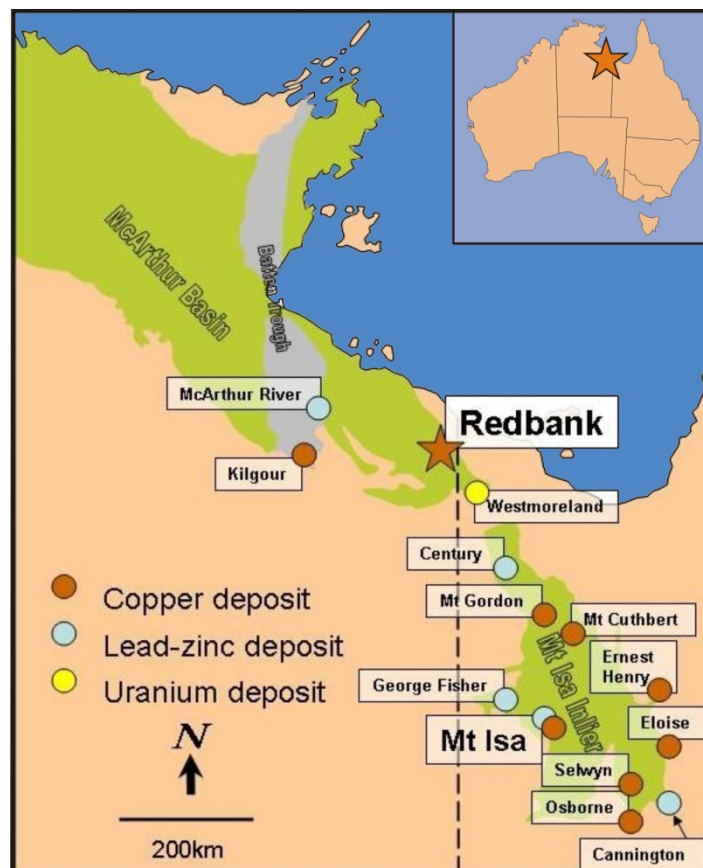 McArthur Basin
Batten Trough
McArthur River
Redbank
Kilgour
Westmoreland
Century
Copper deposit
Mt Gordon
Mt Cuthbert
Lead-zinc deposit
Ernest
Henry
Uranium deposit
George Fisher
Mt Isa Inlier
Eloise
N
Mt Isa
Selwyn
Osborne
200km
Cannington